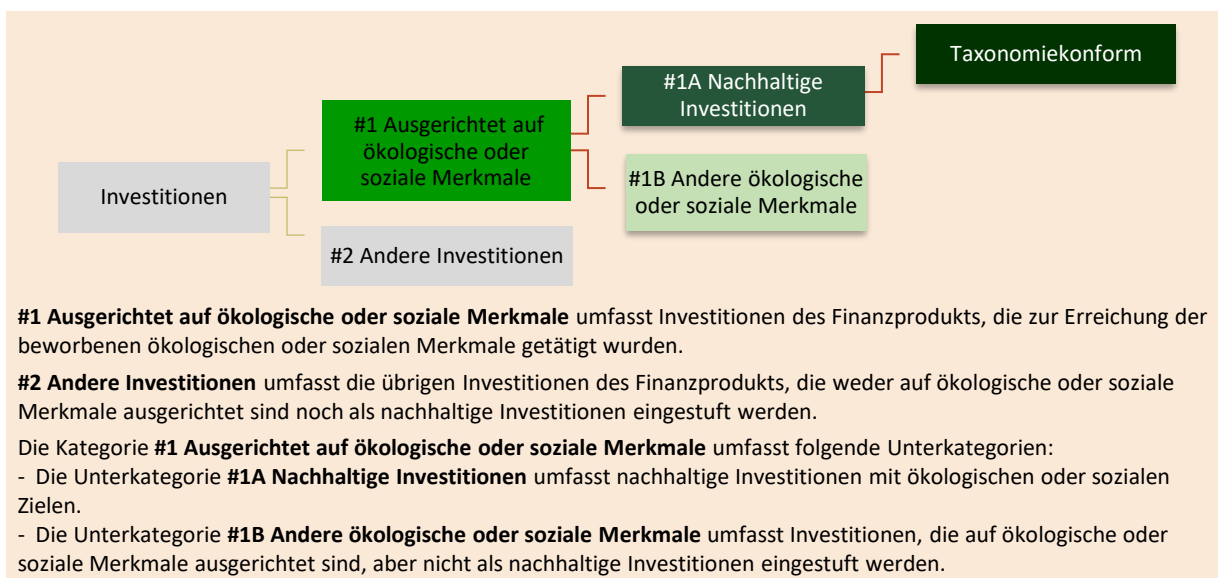 Taxonomiekonform
#1A Nachhaltige
Investitionen
#1 Ausgerichtet auf
ökologische oder
soziale Merkmale
#1B Andere ökologische
oder soziale Merkmale
Investitionen
#2 Andere Investitionen
#1 Ausgerichtet auf ökologische oder soziale Merkmale umfasst Investitionen des Finanzprodukts, die zur Erreichung der
beworbenen ökologischen oder sozialen Merkmale getätigt wurden.
#2 Andere Investitionen umfasst die übrigen Investitionen des Finanzprodukts, die weder auf ökologische oder soziale
Merkmale ausgerichtet sind noch als nachhaltige Investitionen eingestuft werden.
Die Kategorie #1 Ausgerichtet auf ökologische oder soziale Merkmale umfasst folgende Unterkategorien:
- Die Unterkategorie #1A Nachhaltige Investitionen umfasst nachhaltige Investitionen mit ökologischen oder sozialen
Zielen.
- Die Unterkategorie #1B Andere ökologische oder soziale Merkmale umfasst Investitionen, die auf ökologische oder
soziale Merkmale ausgerichtet sind, aber nicht als nachhaltige Investitionen eingestuft werden.